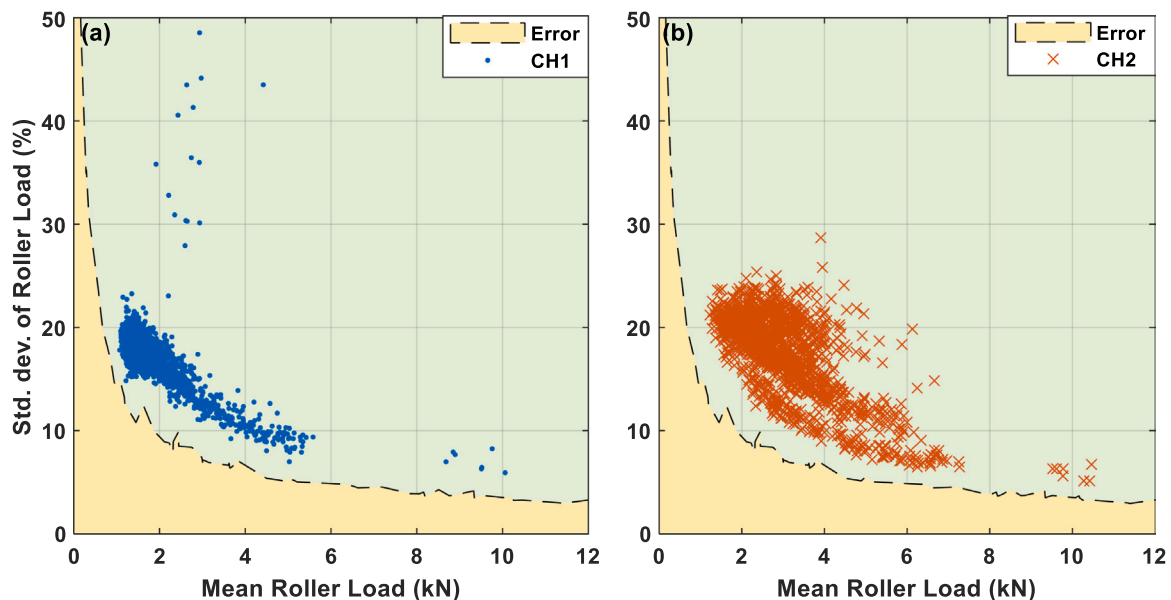 (a)
Error
CH1
50
40
30
20
10
0
Std. dev. of Roller Load (%)
0 2 4 6 8 10 12
Mean Roller Load (kN)
(b)
Error
CH2
50
40
30
20
10
0
0 2 4 6 8 10 12
Mean Roller Load (kN)